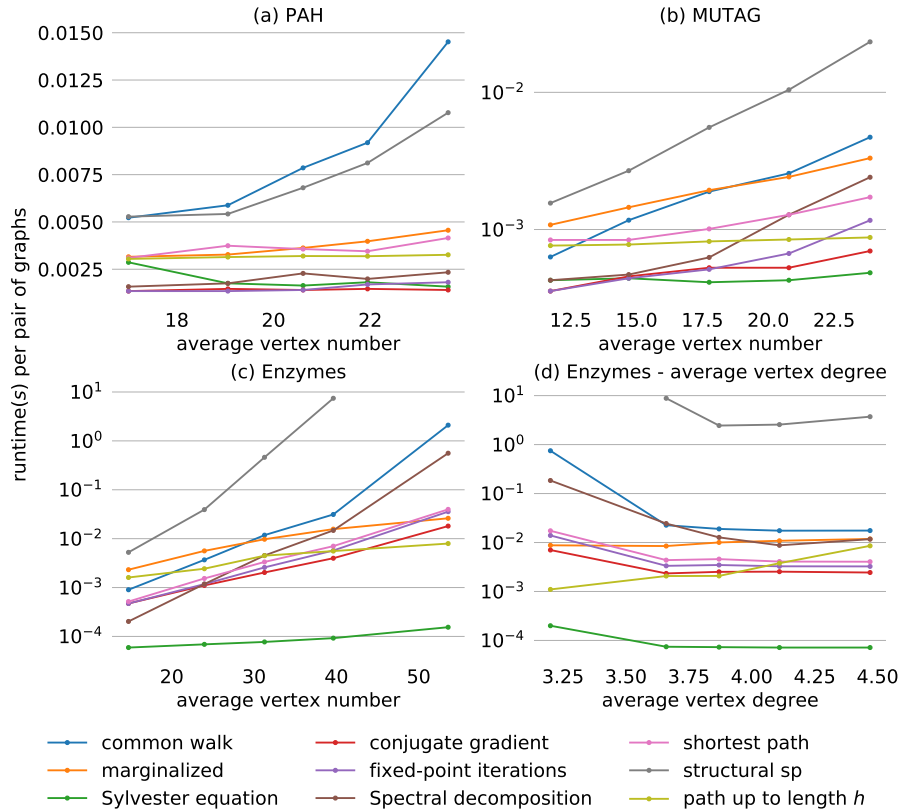 (a) PAH
0.0150
0.0125
0.0100
0.0075
0.0050
0.0025
18 20 22
average vertex number
(b) MUTAG
10⁻²
10⁻³
12.5 15.0 17.5 20.0 22.5
average vertex number
runtime(s) per pair of graphs
(c) Enzymes
10¹
10⁰
10⁻¹
10⁻²
10⁻³
10⁻⁴
20 30 40 50
average vertex number
(d) Enzymes - average vertex degree
10¹
10⁰
10⁻¹
10⁻²
10⁻³
10⁻⁴
3.25 3.50 3.75 4.00 4.25 4.50
average vertex degree
common walk
marginalized
Sylvester equation
conjugate gradient
fixed-point iterations
Spectral decomposition
shortest path
structural sp
path up to length h